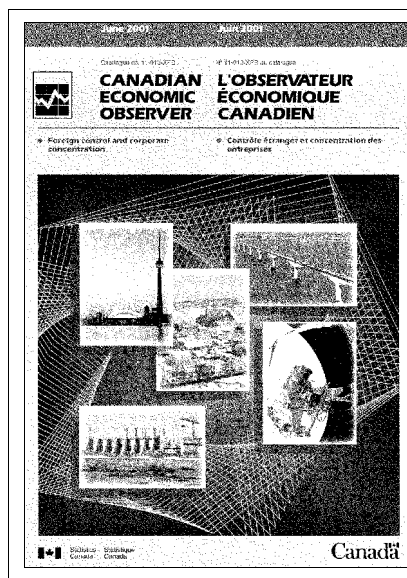 June 2001
Juin 2001
CANADIAN
ECONOMIC
OBSERVER
L'OBSERVATEUR
ÉCONOMIQUE
CANADIEN
Foreign control and corporate
concentration
Contrôle étranger et concentration des
entreprises
Statistics
Canada
Statistique
Canada
Canada